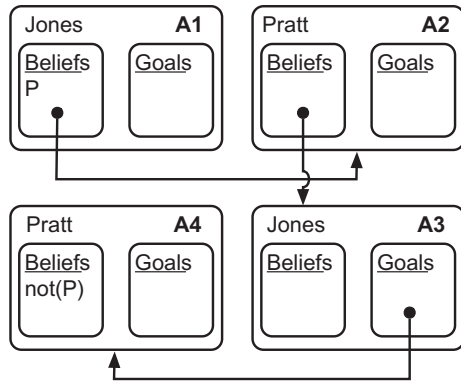 Jones A1 Pratt A2
Beliefs Goals Beliefs Goals
P
Pratt A4 Jones A3
Beliefs Goals Beliefs Goals
not(P)